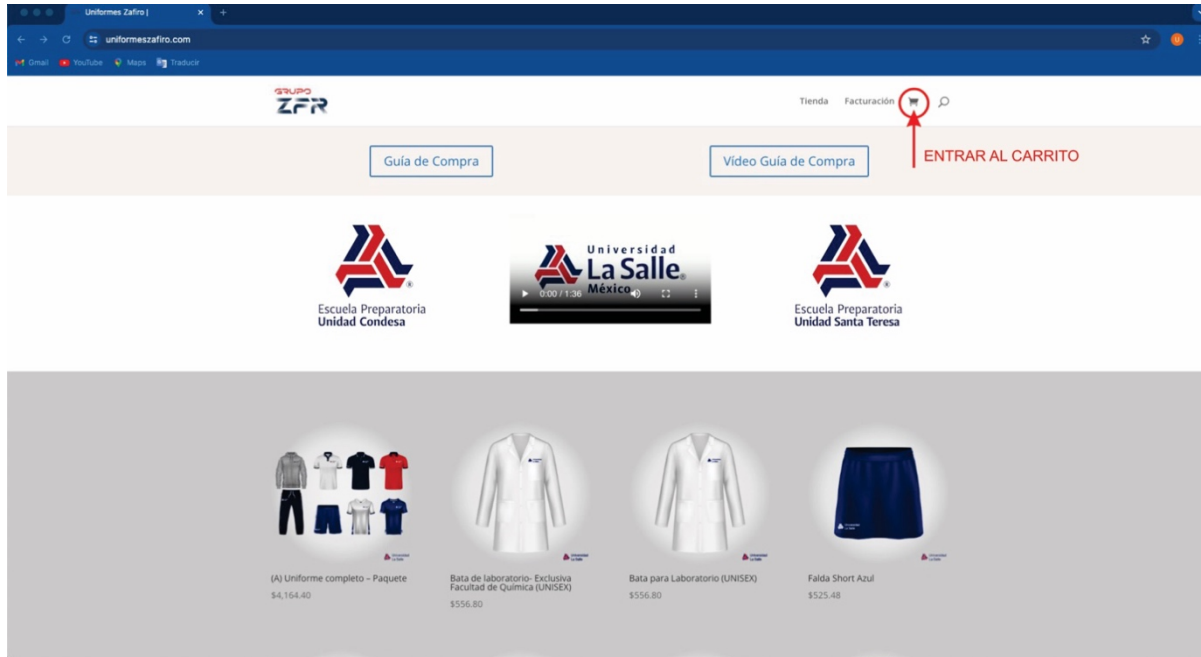 Uniformes Zafiro |
uniformeszafiro.com
Gmail YouTube Maps Traducir
GRUPO
ZFR
Tienda Facturación
ENTRAR AL CARRITO
Guía de Compra
Vídeo Guía de Compra
Escuela Preparatoria
Unidad Condesa
Universidad
La Salle®
México
0:00 / 1:36
Escuela Preparatoria
Unidad Santa Teresa
(A) Uniforme completo – Paquete
$4,164.40
Bata de laboratorio- Exclusiva
Facultad de Química (UNISEX)
$556.80
Bata para Laboratorio (UNISEX)
$556.80
Falda Short Azul
$525.48